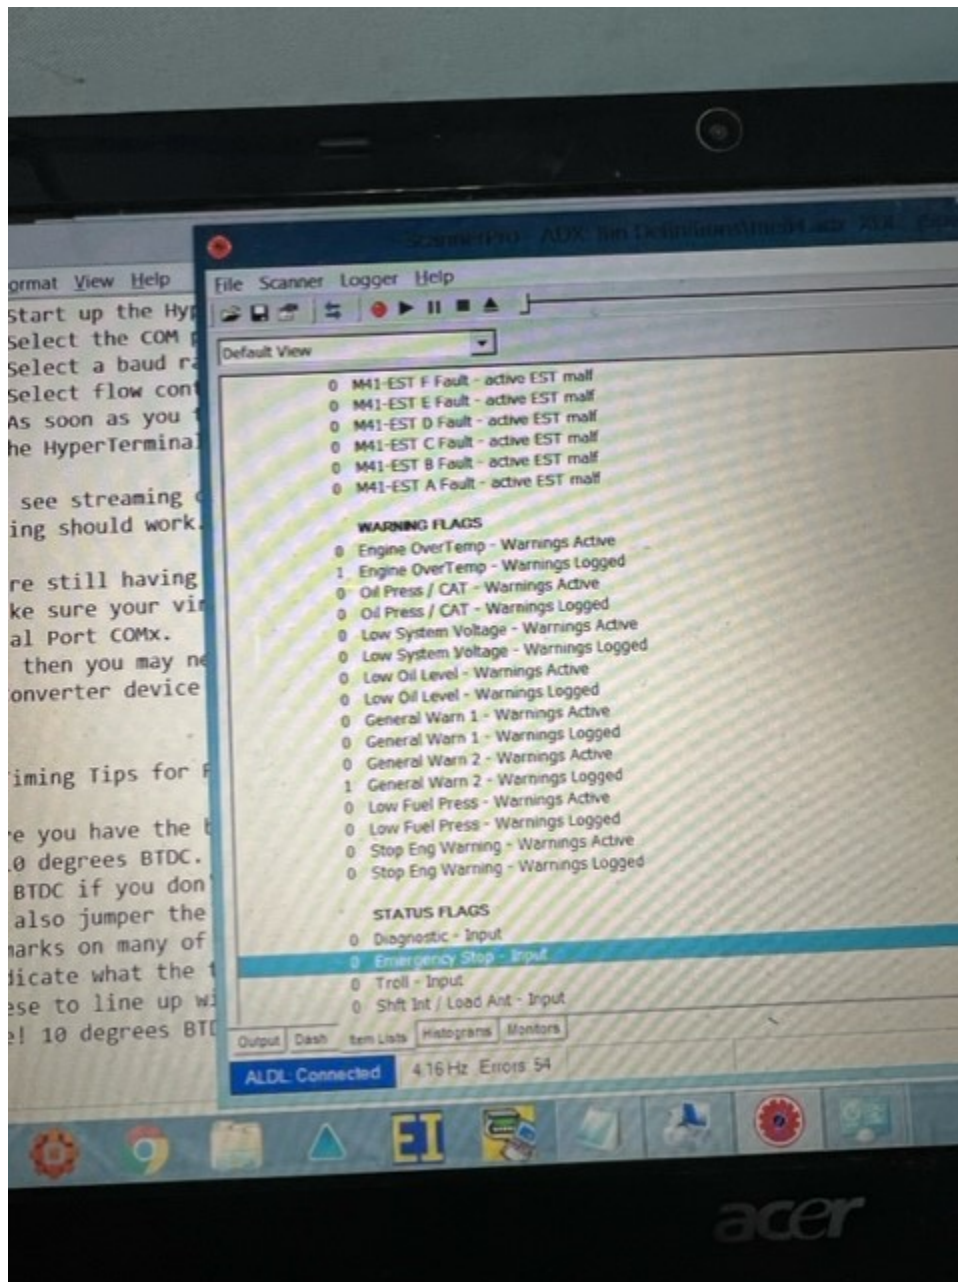 ormat View Help
Start up the Hyp
Select the COM
Select a baud ra
Select flow cont
As soon as you
he HyperTerminal
see streaming
ing should work.
re still having
ke sure your vir
al Port COMx.
then you may ne
onverter device
iming Tips for F
e you have the b
0 degrees BTDC.
BTDC if you don'
also jumper the
marks on many of
dicate what the t
ese to line up wi
e! 10 degrees BTD
ScannerPro - ADX: Bin Definitions
File Scanner Logger Help
Default View
0 M41-EST F Fault - active EST malf
0 M41-EST E Fault - active EST malf
0 M41-EST D Fault - active EST malf
0 M41-EST C Fault - active EST malf
0 M41-EST B Fault - active EST malf
0 M41-EST A Fault - active EST malf
WARNING FLAGS
0 Engine OverTemp - Warnings Active
1 Engine OverTemp - Warnings Logged
0 Oil Press / CAT - Warnings Active
0 Oil Press / CAT - Warnings Logged
0 Low System Voltage - Warnings Active
0 Low System Voltage - Warnings Logged
0 Low Oil Level - Warnings Active
0 Low Oil Level - Warnings Logged
0 General Warn 1 - Warnings Active
0 General Warn 1 - Warnings Logged
0 General Warn 2 - Warnings Active
1 General Warn 2 - Warnings Logged
0 Low Fuel Press - Warnings Active
0 Low Fuel Press - Warnings Logged
0 Stop Eng Warning - Warnings Active
0 Stop Eng Warning - Warnings Logged
STATUS FLAGS
0 Diagnostic - Input
0 Emergency Stop - Input
0 Troll - Input
0 Shft Int / Load Ant - Input
Output Dash Item Lists Histograms Monitors
ALDL: Connected 4.16 Hz Errors: 54
EI
acer